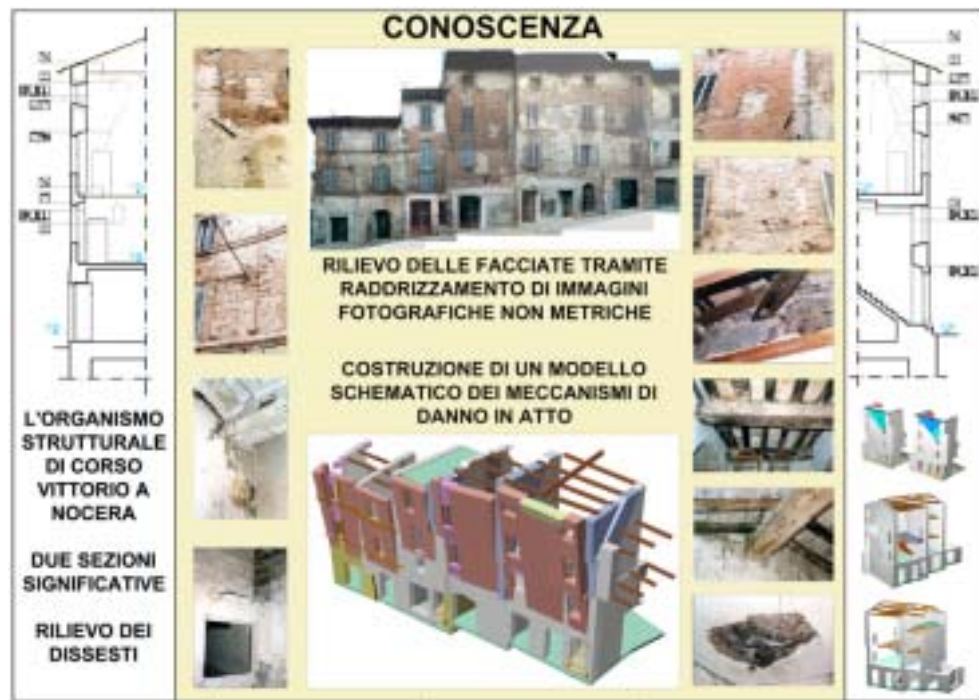 CONOSCENZA
RILIEVO DELLE FACCIATE TRAMITE
RADDRIZZAMENTO DI IMMAGINI
FOTOGRAFICHE NON METRICHE
COSTRUZIONE DI UN MODELLO
SCHEMATICO DEI MECCANISMI DI
DANNO IN ATTO
L'ORGANISMO
STRUTTURALE
DI CORSO
VITTORIO A
NOCERA
DUE SEZIONI
SIGNIFICATIVE
RILIEVO DEI
DISSESTI